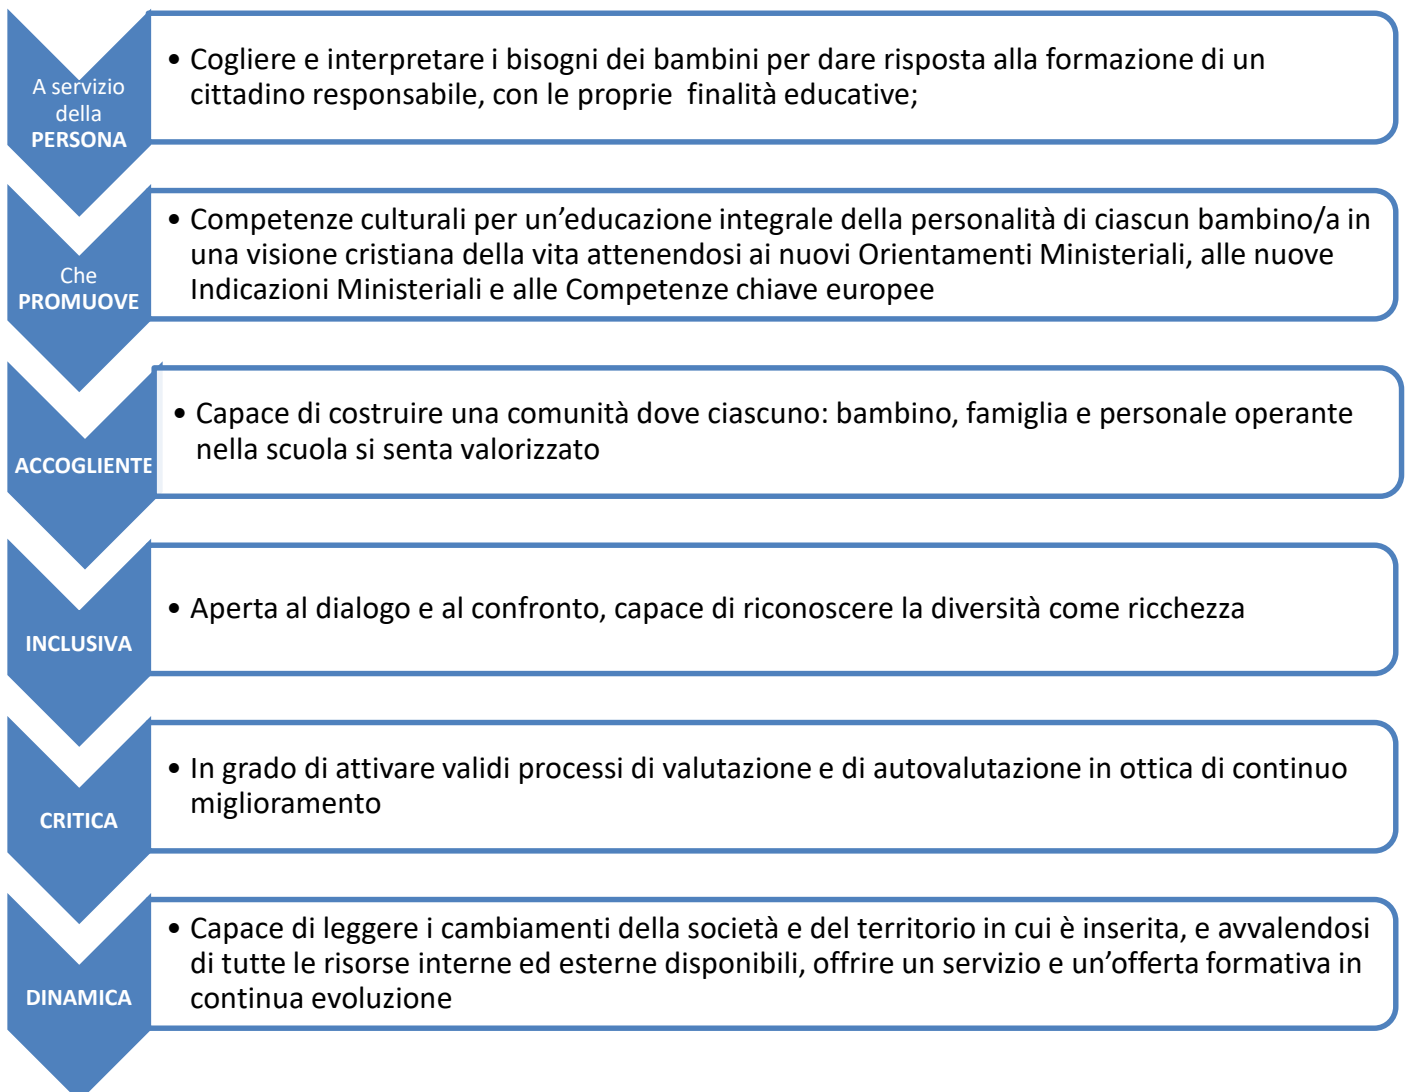 A servizio
della
PERSONA
• Cogliere e interpretare i bisogni dei bambini per dare risposta alla formazione di un
cittadino responsabile, con le proprie finalità educative;
Che
PROMUOVE
• Competenze culturali per un’educazione integrale della personalità di ciascun bambino/a in
una visione cristiana della vita attenendosi ai nuovi Orientamenti Ministeriali, alle nuove
Indicazioni Ministeriali e alle Competenze chiave europee
ACCOGLIENTE
• Capace di costruire una comunità dove ciascuno: bambino, famiglia e personale operante
nella scuola si senta valorizzato
INCLUSIVA
• Aperta al dialogo e al confronto, capace di riconoscere la diversità come ricchezza
CRITICA
• In grado di attivare validi processi di valutazione e di autovalutazione in ottica di continuo
miglioramento
DINAMICA
• Capace di leggere i cambiamenti della società e del territorio in cui è inserita, e avvalendosi
di tutte le risorse interne ed esterne disponibili, offrire un servizio e un’offerta formativa in
continua evoluzione